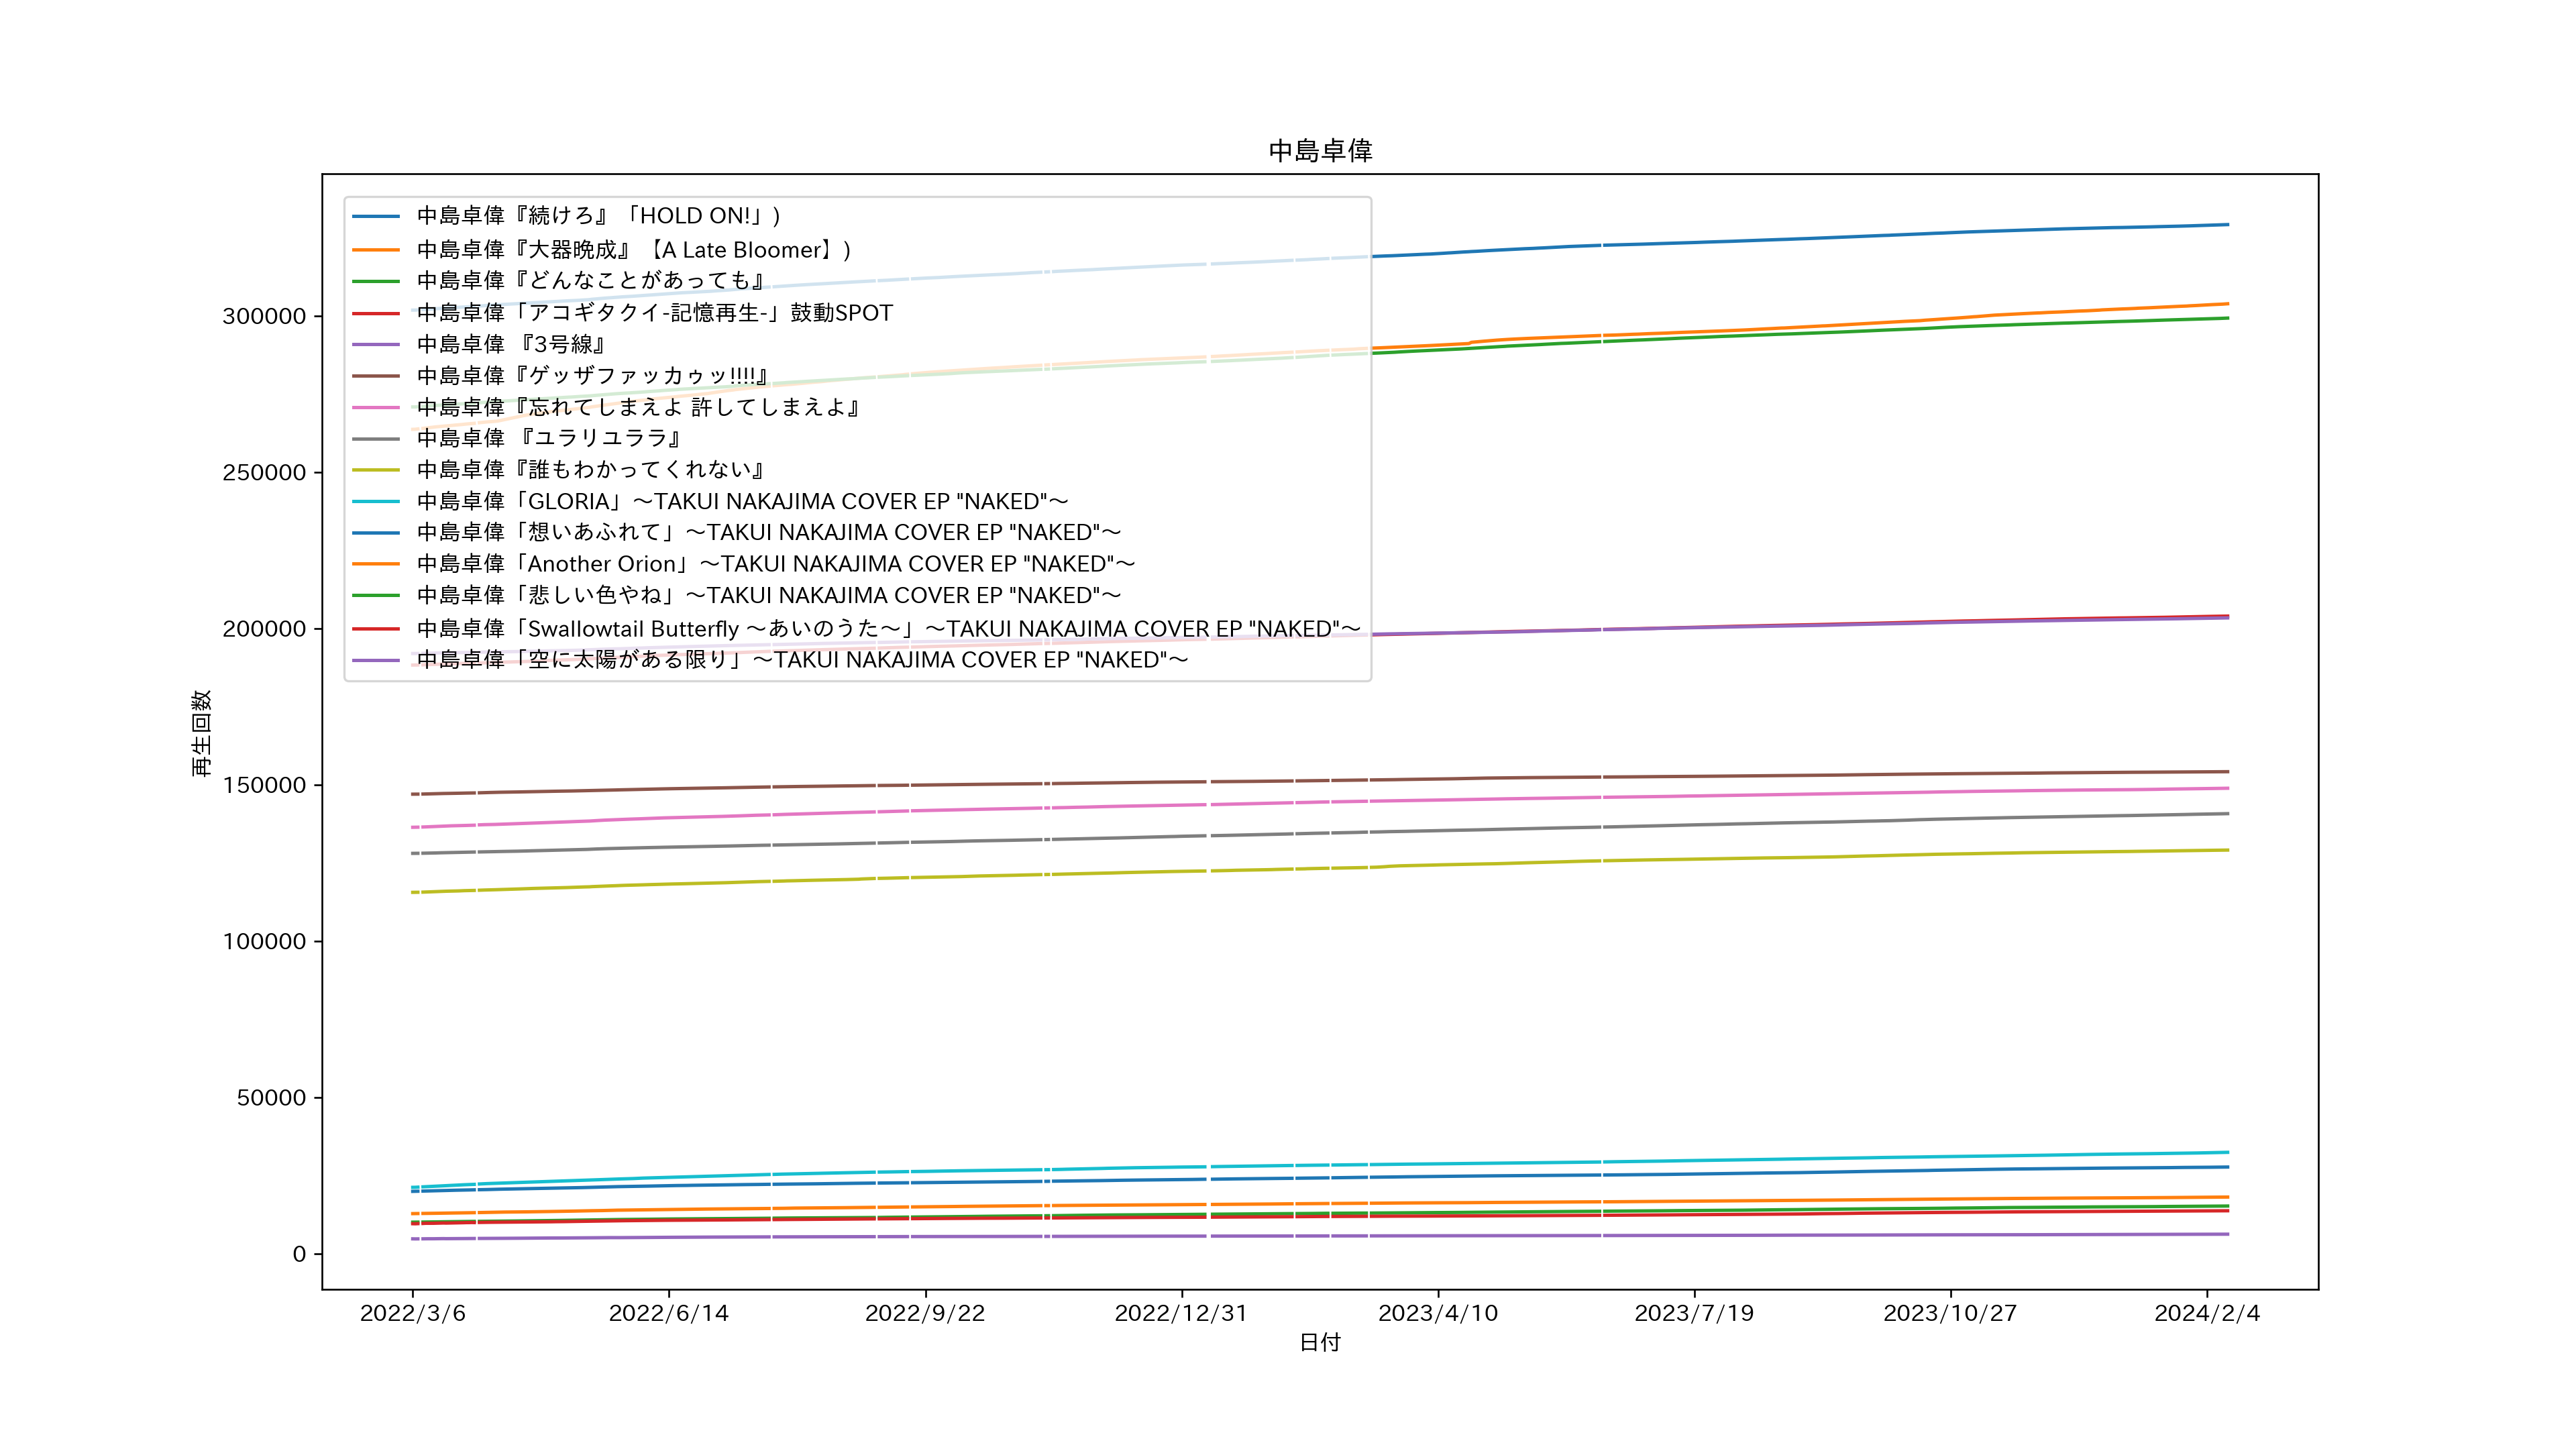 中島卓偉
中島卓偉『続けろ』「HOLD ON!」)
中島卓偉『大器晩成』【A Late Bloomer】)
中島卓偉『どんなことがあっても』
中島卓偉「アコギタクイ-記憶再生-」鼓動SPOT
中島卓偉 『3号線』
中島卓偉『ゲッザファッカゥッ!!!!』
中島卓偉『忘れてしまえよ 許してしまえよ』
中島卓偉 『ユラリユララ』
中島卓偉『誰もわかってくれない』
中島卓偉「GLORIA」～TAKUI NAKAJIMA COVER EP "NAKED"～
中島卓偉「想いあふれて」～TAKUI NAKAJIMA COVER EP "NAKED"～
中島卓偉「Another Orion」～TAKUI NAKAJIMA COVER EP "NAKED"～
中島卓偉「悲しい色やね」～TAKUI NAKAJIMA COVER EP "NAKED"～
中島卓偉「Swallowtail Butterfly ～あいのうた～」～TAKUI NAKAJIMA COVER EP "NAKED"～
中島卓偉「空に太陽がある限り」～TAKUI NAKAJIMA COVER EP "NAKED"～
300000
250000
200000
150000
100000
50000
0
再生回数
2022/3/6 2022/6/14 2022/9/22 2022/12/31 2023/4/10 2023/7/19 2023/10/27 2024/2/4
日付